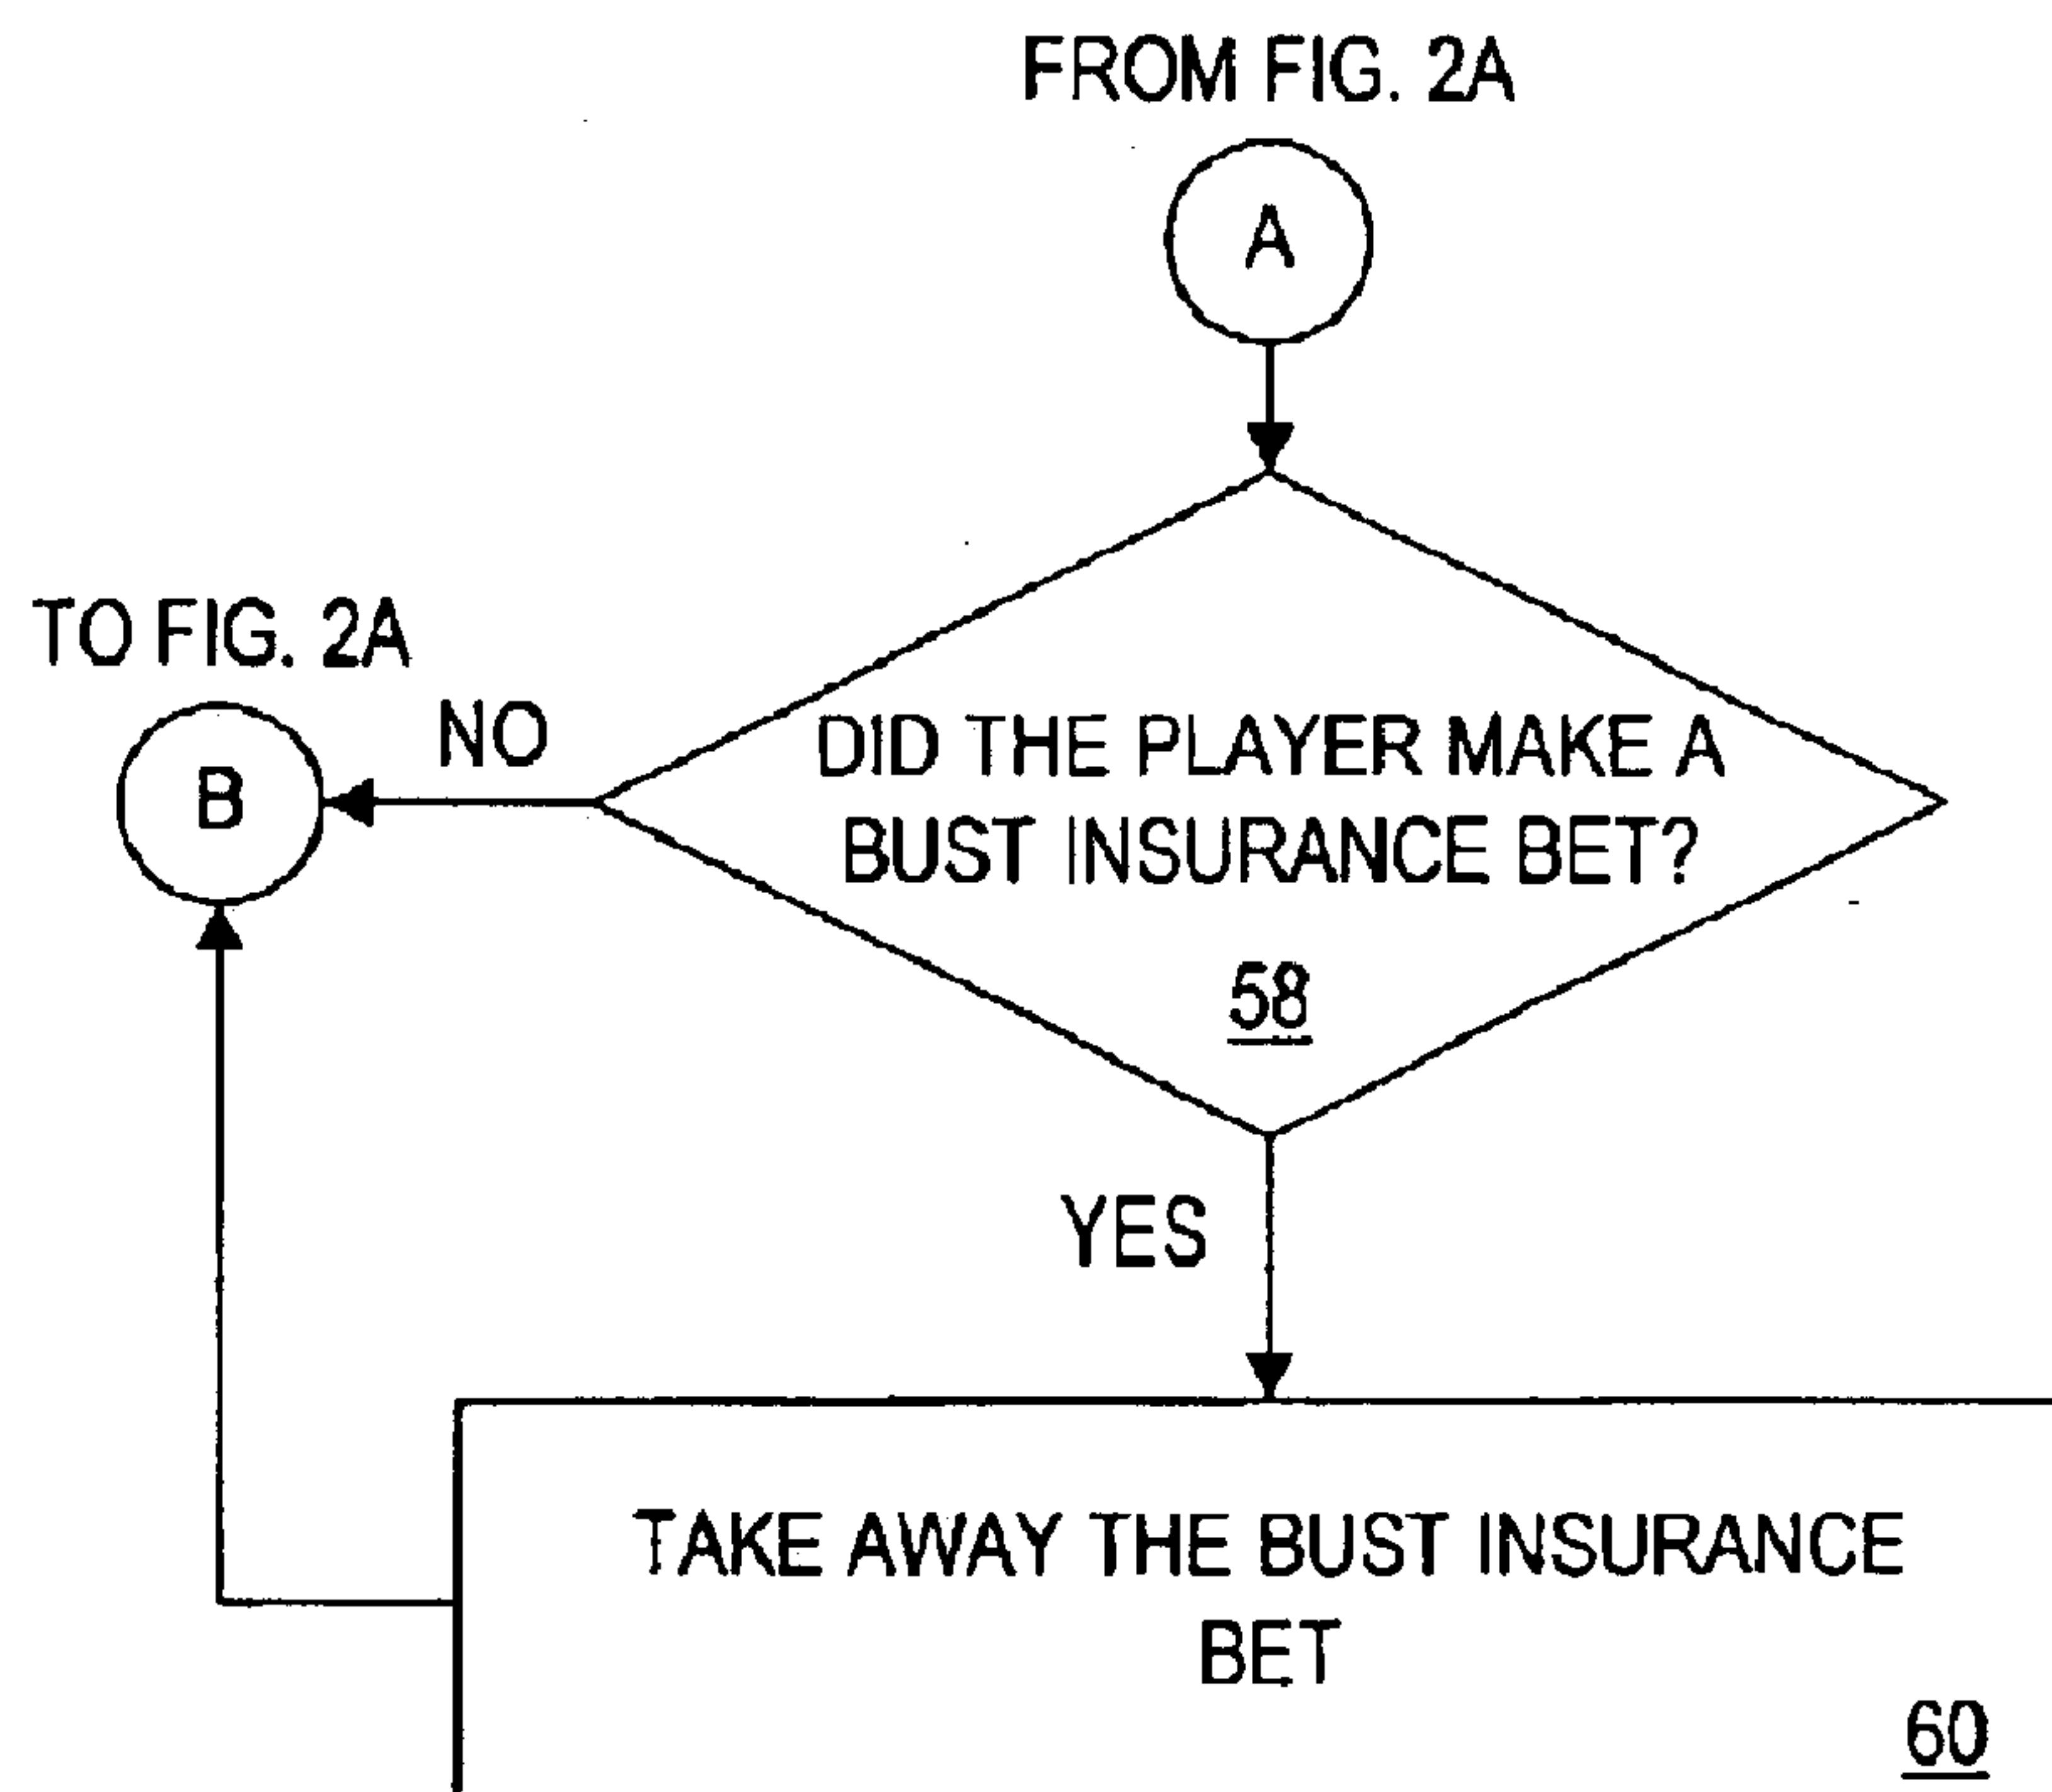 FROM FIG. 2A
A
TO FIG. 2A
NO
B
DID THE PLAYER MAKE A
BUST INSURANCE BET?
58
YES
TAKE AWAY THE BUST INSURANCE
BET
60